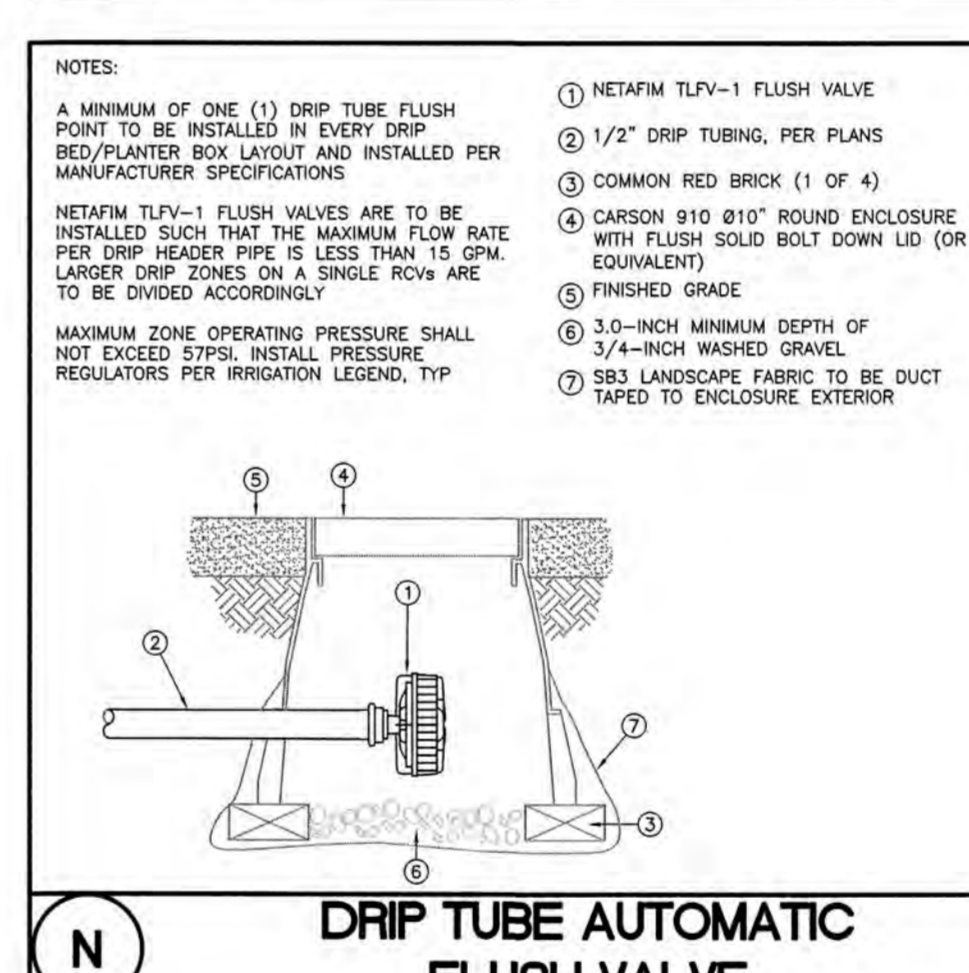 NOTES:
A MINIMUM OF ONE (1) DRIP TUBE FLUSH
POINT TO BE INSTALLED IN EVERY DRIP
BED/PLANTER BOX LAYOUT AND INSTALLED PER
MANUFACTURER SPECIFICATIONS
NETAFIM TLFV-1 FLUSH VALVES ARE TO BE
INSTALLED SUCH THAT THE MAXIMUM FLOW RATE
PER DRIP HEADER PIPE IS LESS THAN 15 GPM.
LARGER DRIP ZONES ON A SINGLE RCVs ARE
TO BE DIVIDED ACCORDINGLY
MAXIMUM ZONE OPERATING PRESSURE SHALL
NOT EXCEED 57PSI. INSTALL PRESSURE
REGULATORS PER IRRIGATION LEGEND, TYP
1 NETAFIM TLFV-1 FLUSH VALVE
2 1/2" DRIP TUBING, PER PLANS
3 COMMON RED BRICK (1 OF 4)
4 CARSON 910 Ø10" ROUND ENCLOSURE
WITH FLUSH SOLID BOLT DOWN LID (OR
EQUIVALENT)
5 FINISHED GRADE
6 3.0-INCH MINIMUM DEPTH OF
3/4-INCH WASHED GRAVEL
7 SB3 LANDSCAPE FABRIC TO BE DUCT
TAPED TO ENCLOSURE EXTERIOR
5
4
1
2
7
3
6
N
DRIP TUBE AUTOMATIC
FLUSH VALVE